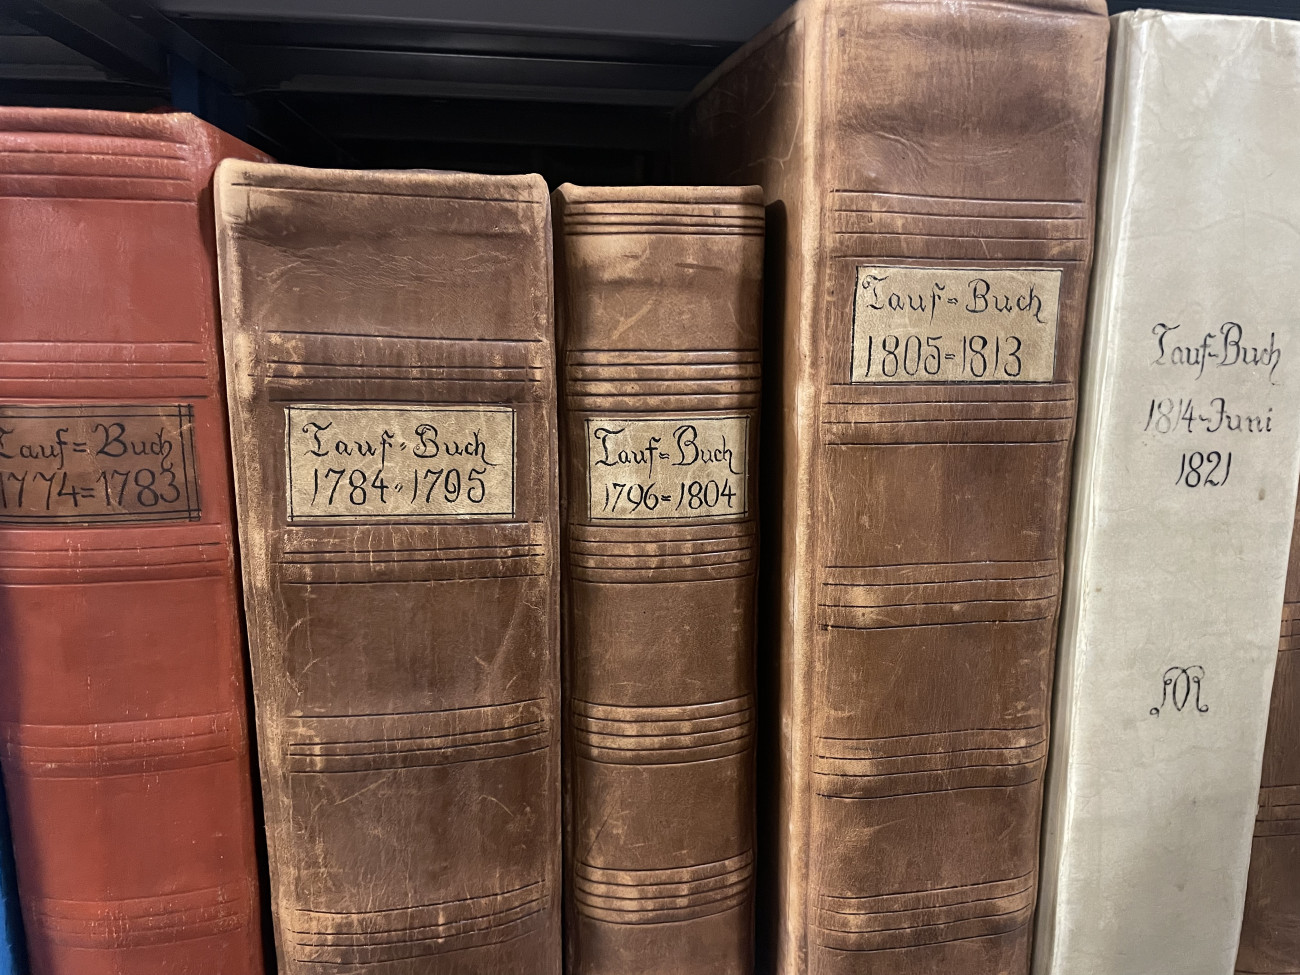 Tauf=Buch
1774=1783
Tauf=Buch
1784=1795
Tauf=Buch
1796=1804
Tauf=Buch
1805=1813
Tauf=Buch
1814-Juni
1821